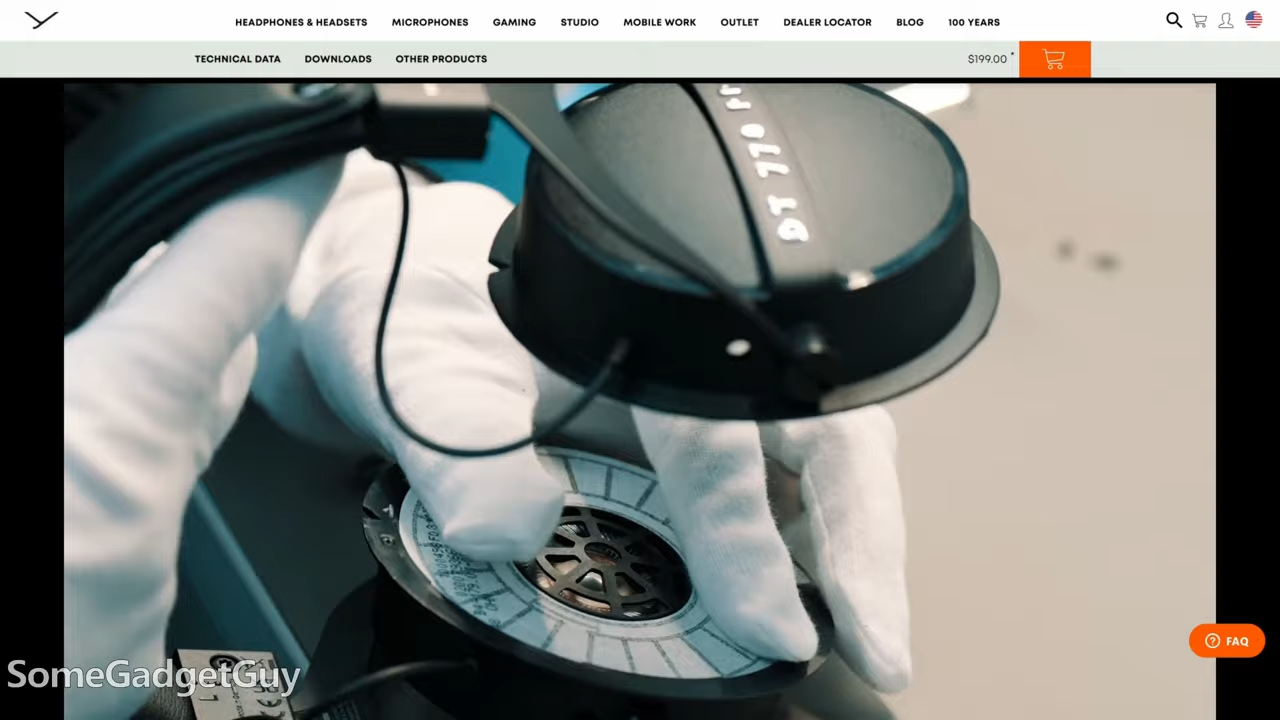 HEADPHONES & HEADSETS MICROPHONES GAMING STUDIO MOBILE WORK OUTLET DEALER LOCATOR BLOG 100 YEARS
TECHNICAL DATA DOWNLOADS OTHER PRODUCTS $199.00 *
DT 770
FAQ
SomeGadgetGuy